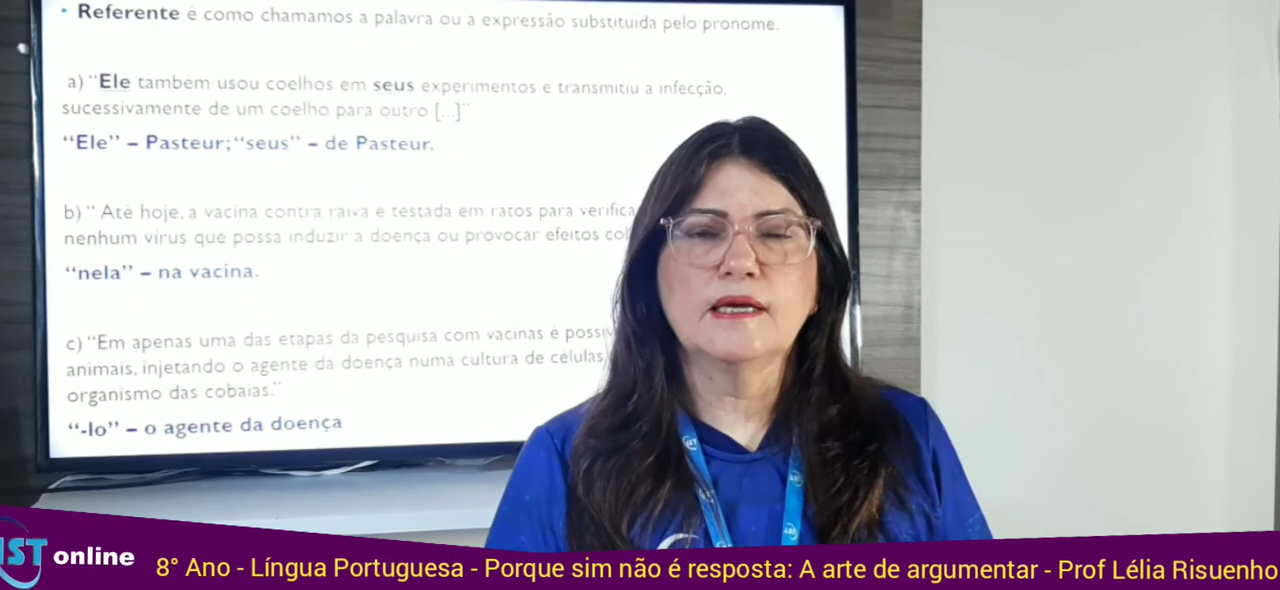 • Referente é como chamamos a palavra ou a expressão substituída pelo pronome.
a) "Ele também usou coelhos em seus experimentos e transmitiu a infecção,
sucessivamente de um coelho para outro [...]"
"Ele" – Pasteur; "seus" – de Pasteur.
b) " Até hoje, a vacina contra raiva é testada em ratos para
nenhum vírus que possa induzir a doença ou provocar efeitos
"nela" – na vacina.
c) "Em apenas uma das etapas da pesquisa com vacinas é
animais, injetando o agente da doença numa cultura de células,
organismo das cobaias."
"-lo" – o agente da doença
IST online
8° Ano - Língua Portuguesa - Porque sim não é resposta: A arte de argumentar - Prof Lélia Risuenho